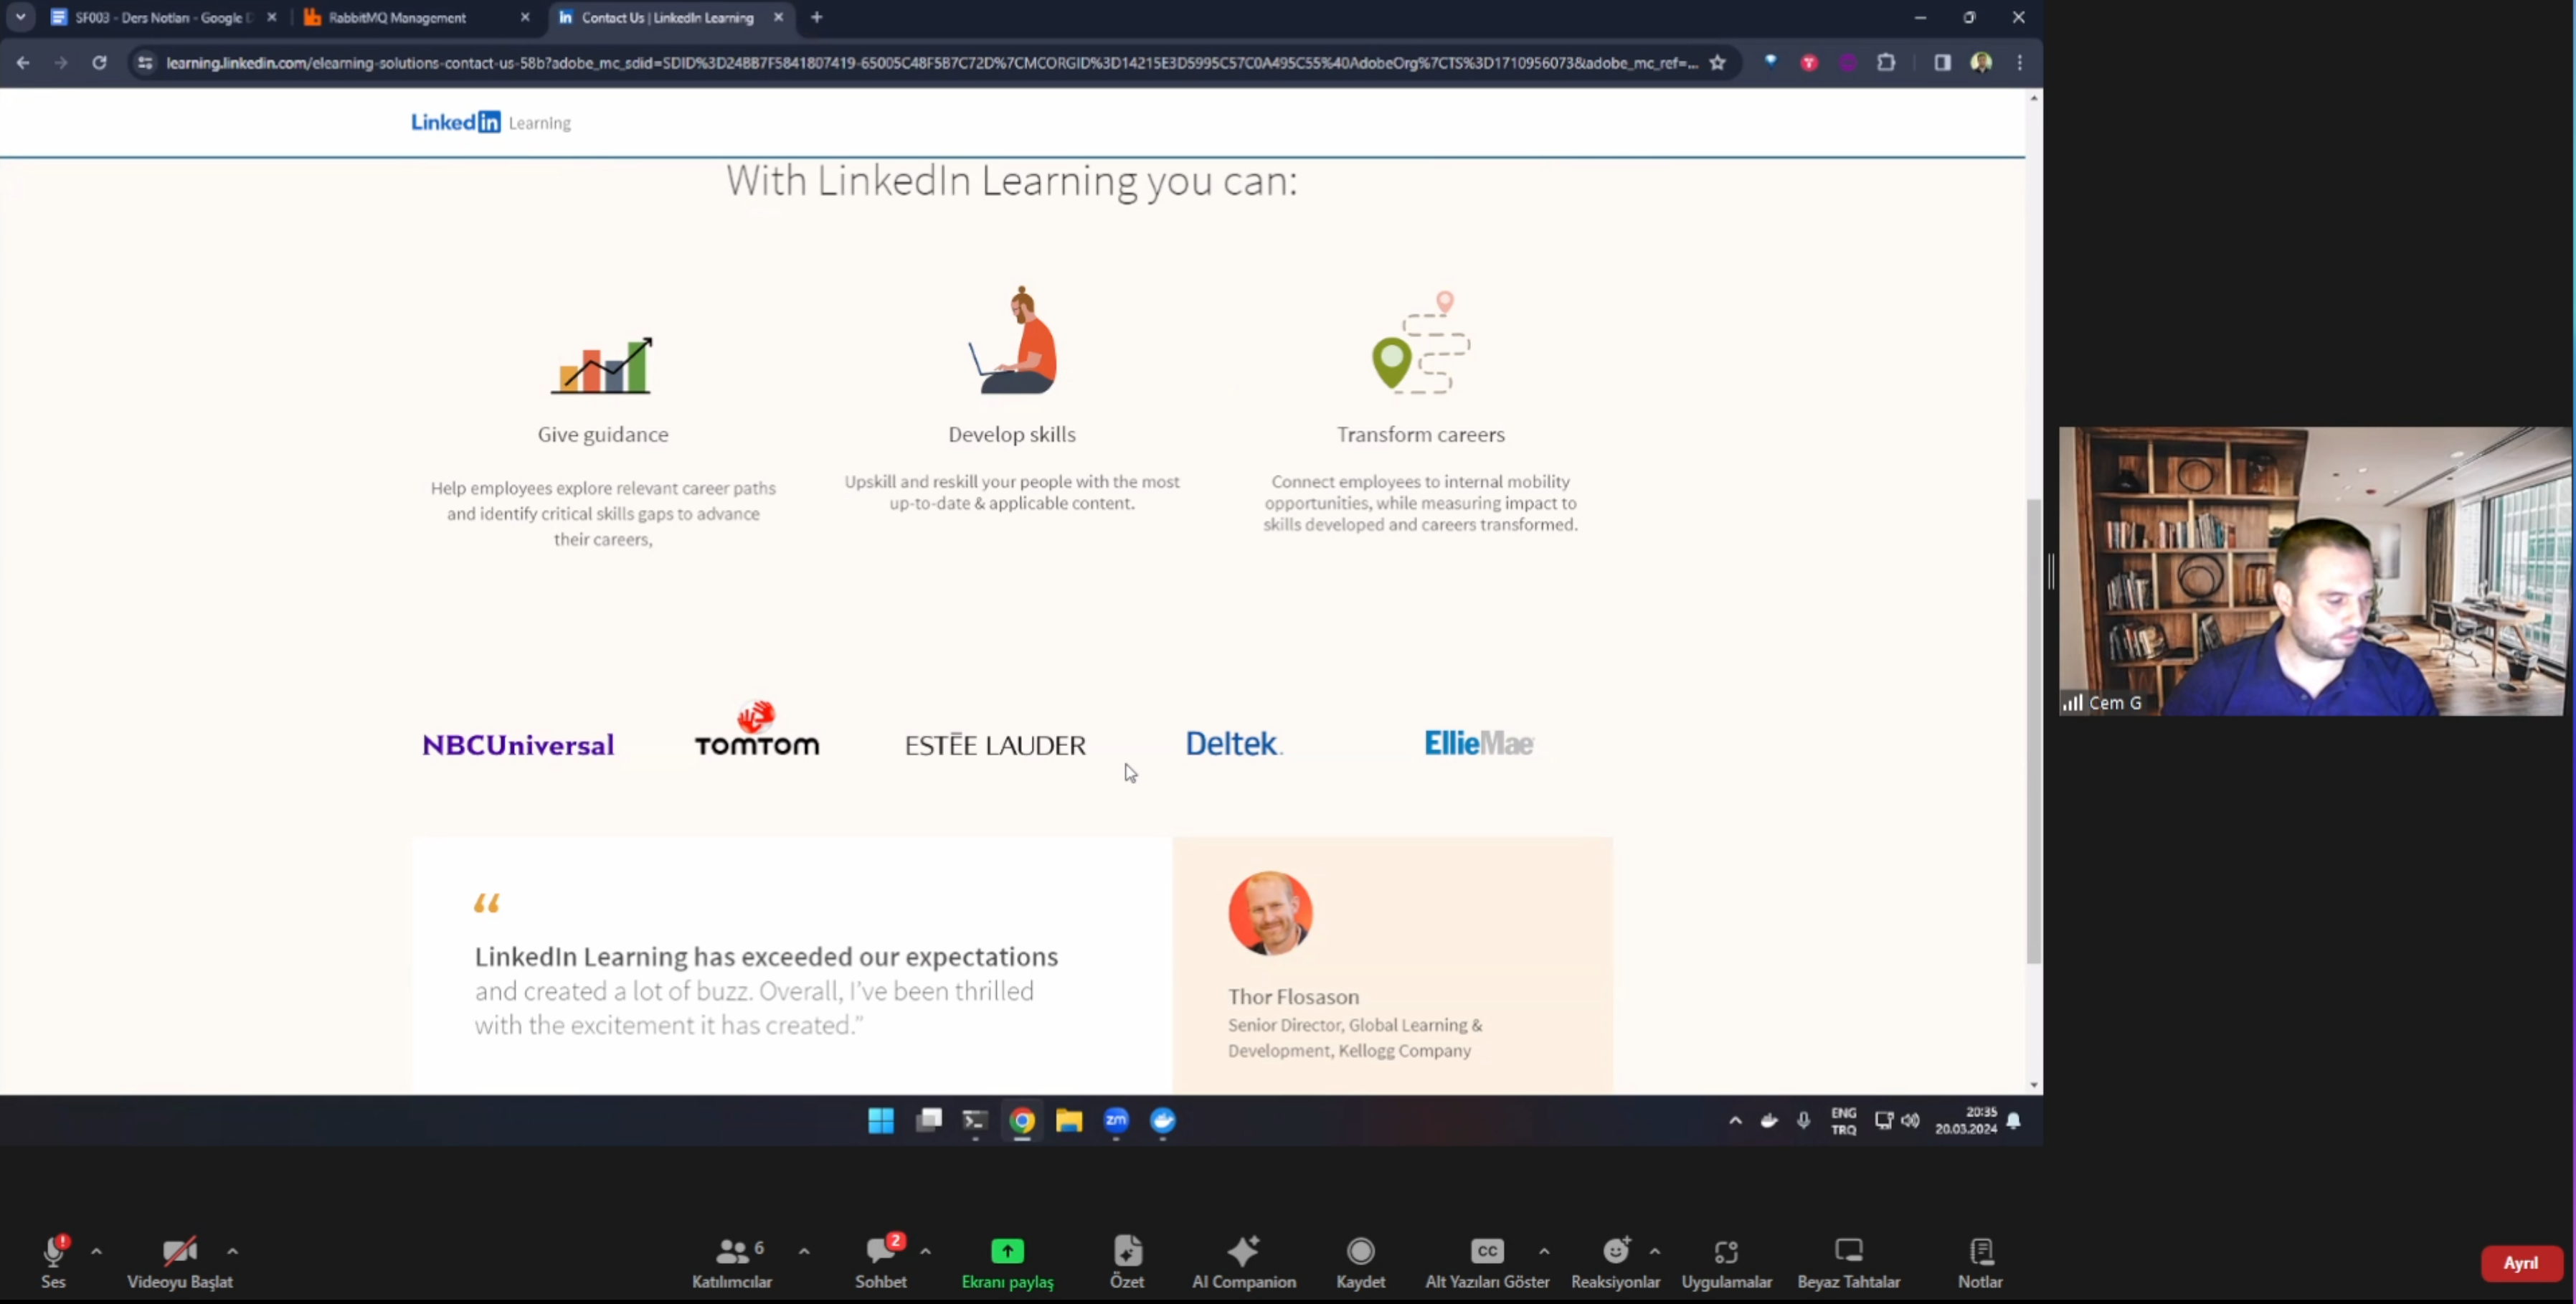 SF003 - Ders Notları - Google D
RabbitMQ Management
in Contact Us | LinkedIn Learning
learning.linkedin.com/elearning-solutions-contact-us-58b?adobe_mc_sdid=SDID%3D24BB7F5841807419-65005C48F5B7C72D%7CMCORGID%3D14215E3D5995C57C0A495C55%40AdobeOrg%7CTS%3D1710956073&adobe_mc_ref=...
Linked in Learning
With LinkedIn Learning you can:
Give guidance
Help employees explore relevant career paths
and identify critical skills gaps to advance
their careers,
Develop skills
Upskill and reskill your people with the most
up-to-date & applicable content.
Transform careers
Connect employees to internal mobility
opportunities, while measuring impact to
skills developed and careers transformed.
NBCUniversal
TOMTOM
ESTĒE LAUDER
Deltek.
EllieMae
“
LinkedIn Learning has exceeded our expectations
and created a lot of buzz. Overall, I’ve been thrilled
with the excitement it has created.”
Thor Flosason
Senior Director, Global Learning &
Development, Kellogg Company
Cem G
zm
ENG
TRQ
20:35
20.03.2024
Ses
Videoyu Başlat
6
Katılımcılar
2
Sohbet
Ekranı paylaş
Özet
AI Companion
Kaydet
CC
Alt Yazıları Göster
Reaksiyonlar
Uygulamalar
Beyaz Tahtalar
Notlar
Ayrıl